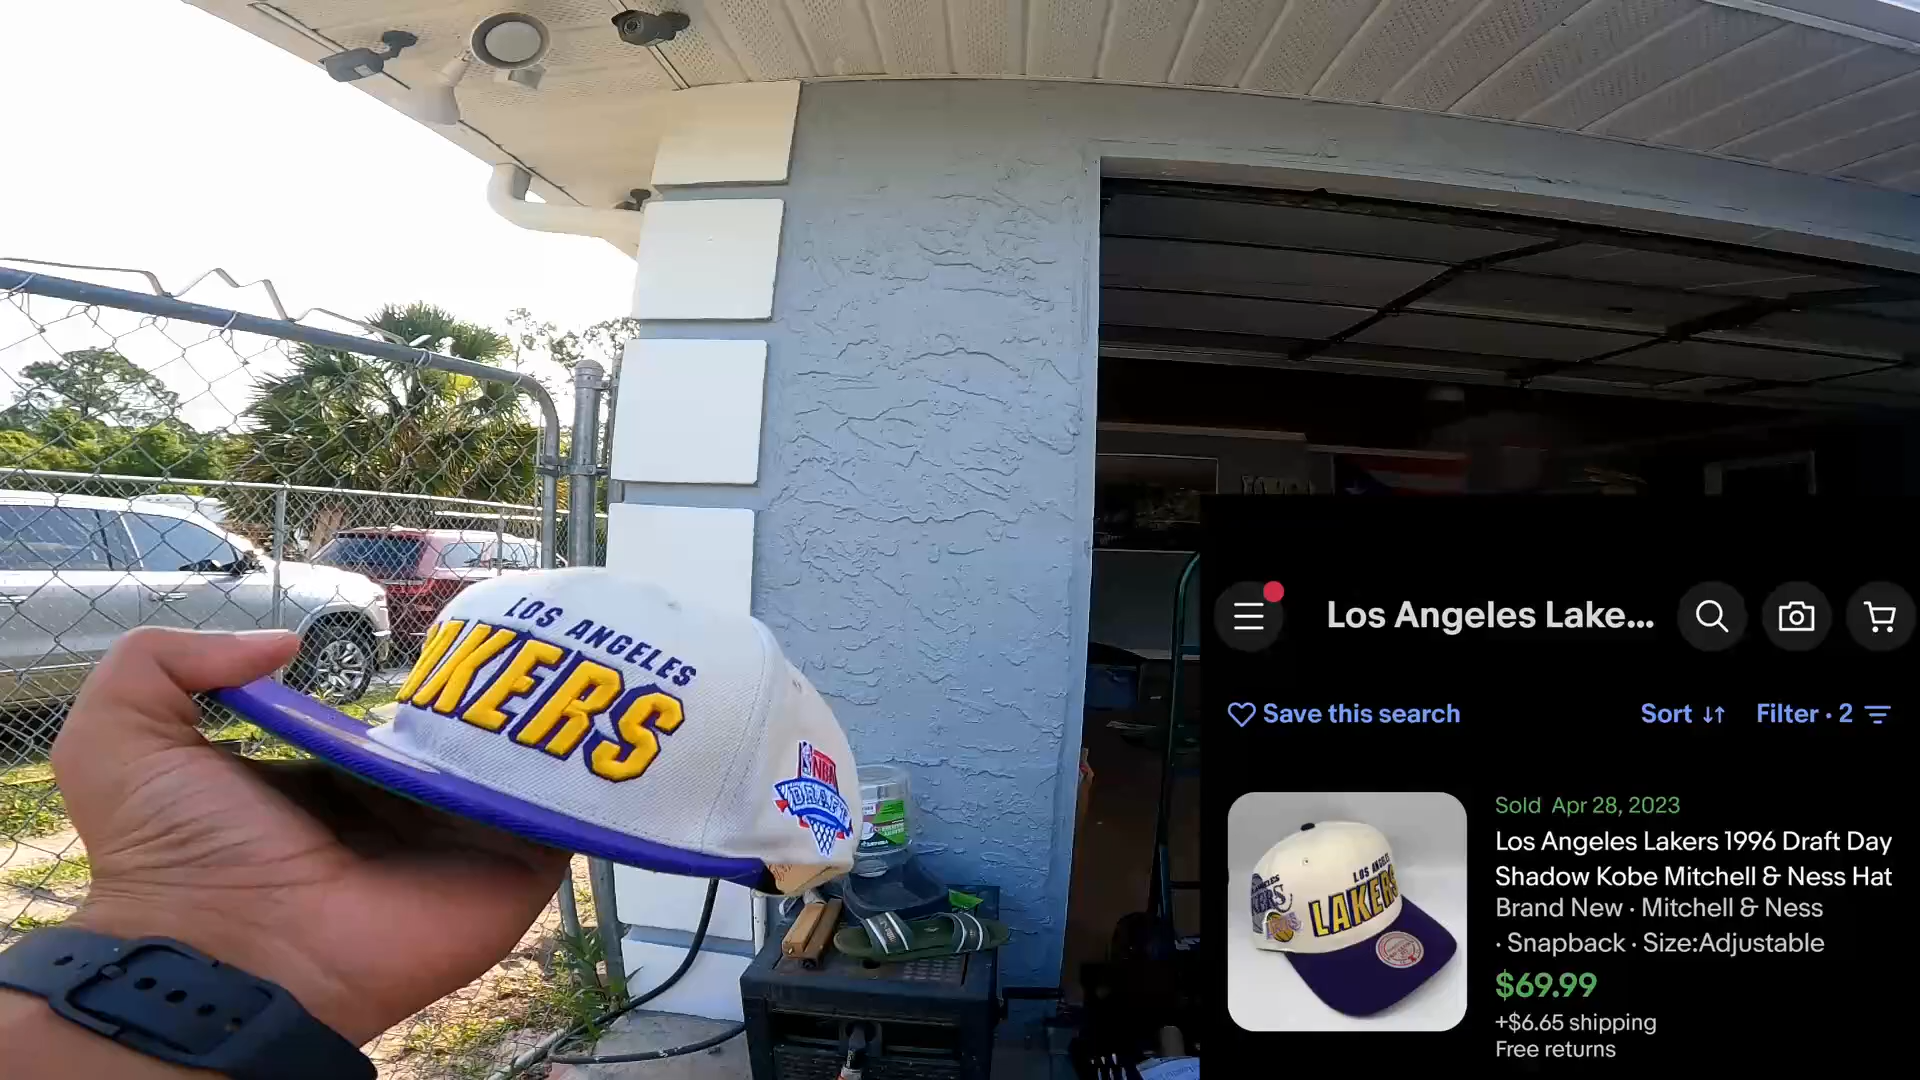 LOS ANGELES
LAKERS
NBA
DRAFT
Los Angeles Lake...
Save this search
Sort
Filter · 2
Sold Apr 28, 2023
Los Angeles Lakers 1996 Draft Day
Shadow Kobe Mitchell & Ness Hat
Brand New · Mitchell & Ness
· Snapback · Size:Adjustable
$69.99
+$6.65 shipping
Free returns
LOS ANGELES
LAKERS